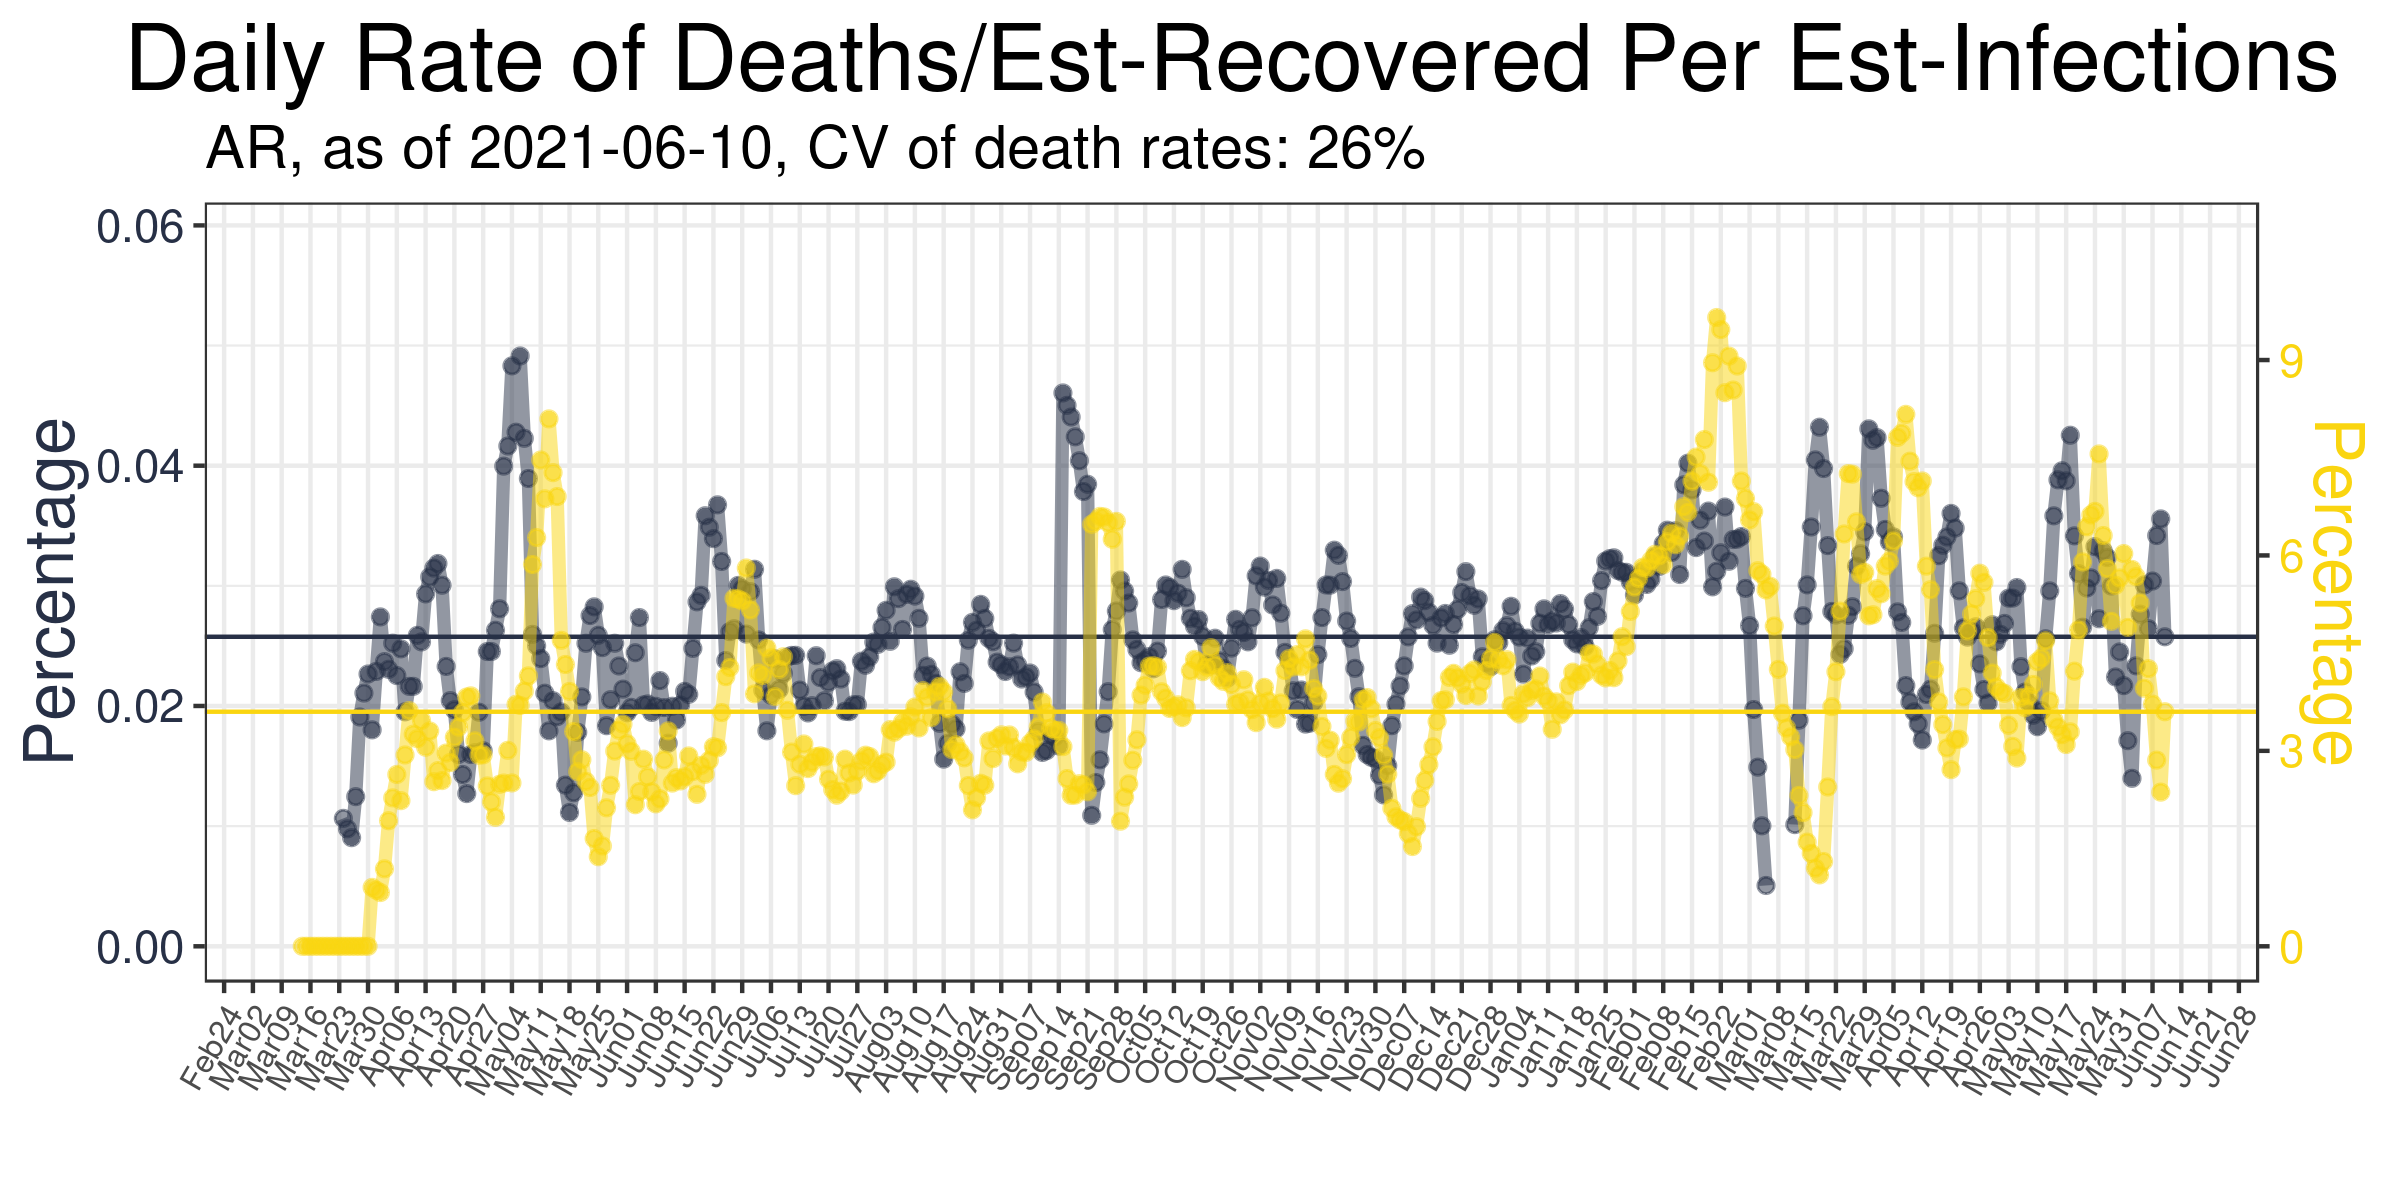 Daily Rate of Deaths/Est-Recovered Per Est-Infections
AR, as of 2021-06-10, CV of death rates: 26%
Percentage
0.06
0.04
0.02
0.00
9
6
3
0
Percentage
Feb24
Mar02
Mar09
Mar16
Mar23
Mar30
Apr06
Apr13
Apr20
Apr27
May04
May11
May18
May25
Jun01
Jun08
Jun15
Jun22
Jun29
Jul06
Jul13
Jul20
Jul27
Aug03
Aug10
Aug17
Aug24
Aug31
Sep07
Sep14
Sep21
Sep28
Oct05
Oct12
Oct19
Oct26
Nov02
Nov09
Nov16
Nov23
Nov30
Dec07
Dec14
Dec21
Dec28
Jan04
Jan11
Jan18
Jan25
Feb01
Feb08
Feb15
Feb22
Mar01
Mar08
Mar15
Mar22
Mar29
Apr05
Apr12
Apr19
Apr26
May03
May10
May17
May24
May31
Jun07
Jun14
Jun21
Jun28